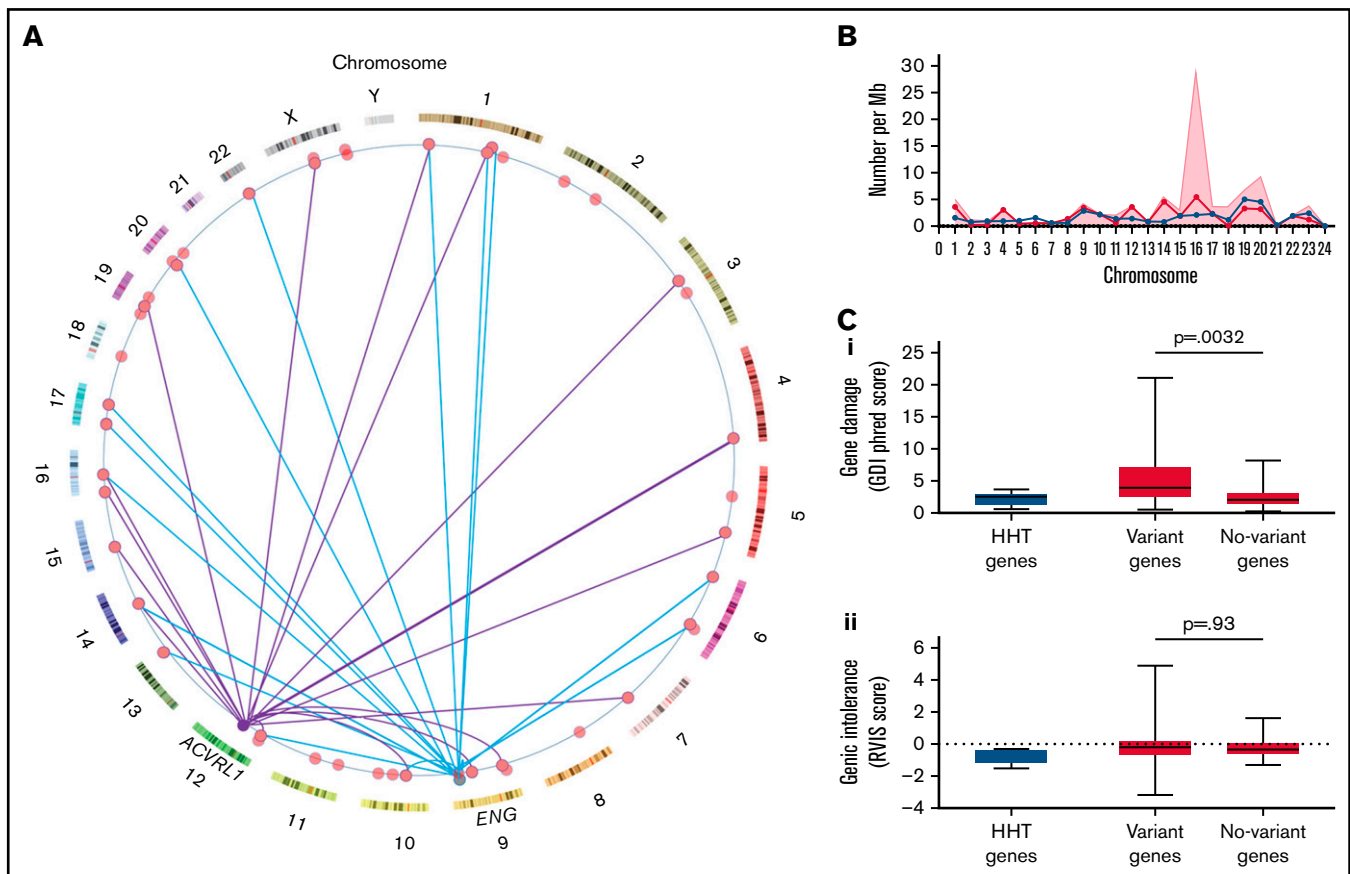 A
Chromosome
1
2
3
4
5
6
7
8
ENG
9
10
11
ACVRL1
12
13
14
15
16
17
18
19
20
21
22
X
Y
B
Number per Mb
30
25
20
15
10
5
0
0 1 2 3 4 5 6 7 8 9 10 11 12 13 14 15 16 17 18 19 20 21 22 23 24
Chromosome
C
i
Gene damage
(GDI phred score)
25
20
15
10
5
0
p=.0032
HHT
genes
Variant
genes
No-variant
genes
ii
Genic intolerance
(RVIS score)
6
4
2
0
−2
−4
p=.93
HHT
genes
Variant
genes
No-variant
genes